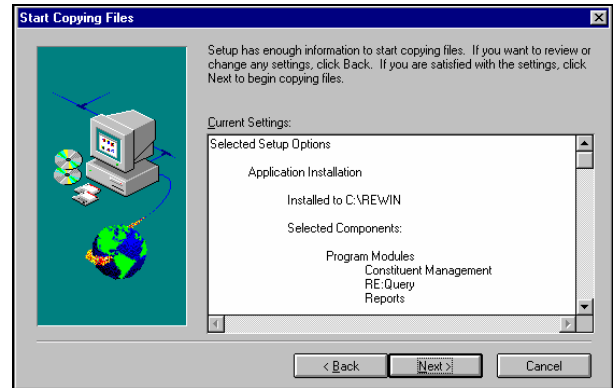 Start Copying Files
Setup has enough information to start copying files. If you want to review or
change any settings, click Back. If you are satisfied with the settings, click
Next to begin copying files.
Current Settings:
Selected Setup Options
Application Installation
Installed to C:\REWIN
Selected Components:
Program Modules
Constituent Management
RE:Query
Reports
< Back
Next >
Cancel